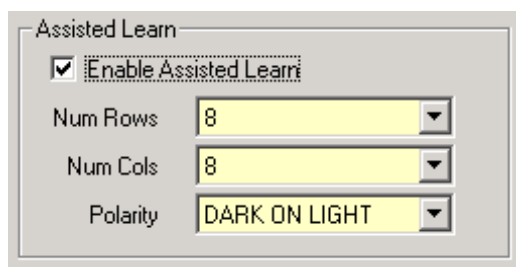 Assisted Learn
Enable Assisted Learn
Num Rows 8
Num Cols 8
Polarity DARK ON LIGHT